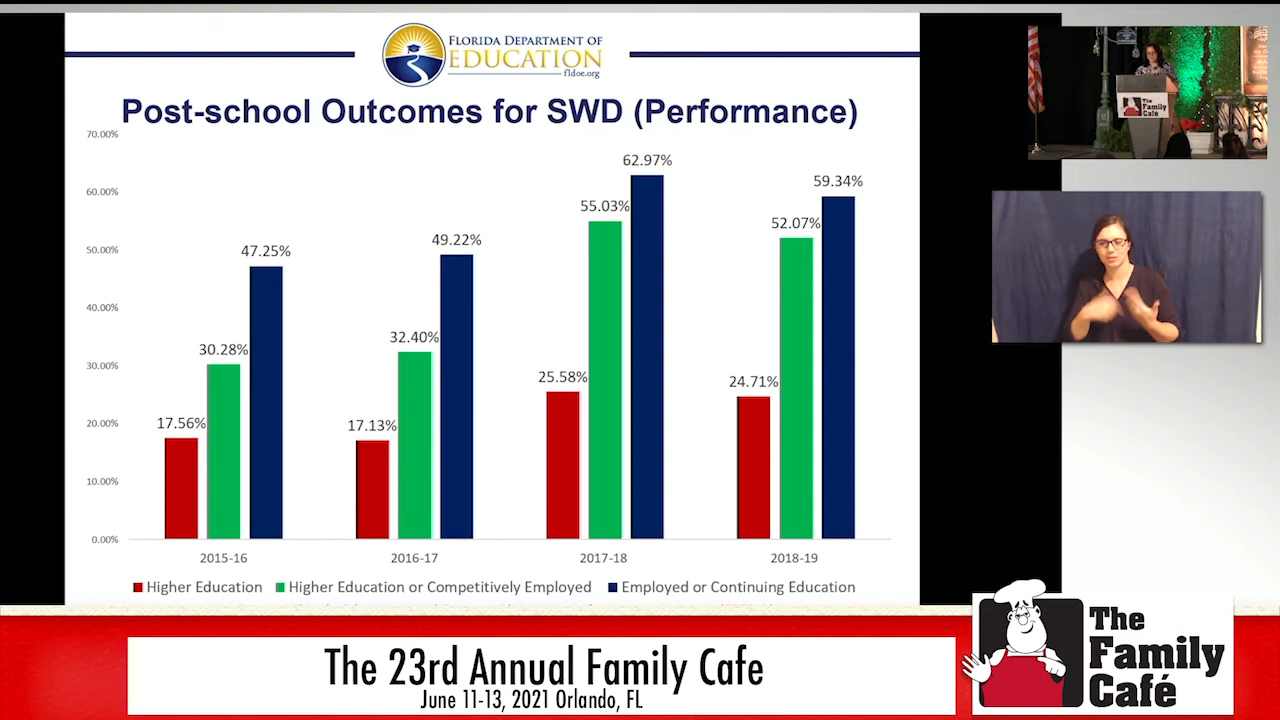 FLORIDA DEPARTMENT OF
EDUCATION
fldoe.org
Post-school Outcomes for SWD (Performance)
70.00%
60.00%
50.00%
40.00%
30.00%
20.00%
10.00%
0.00%
17.56%
30.28%
47.25%
17.13%
32.40%
49.22%
25.58%
55.03%
62.97%
24.71%
52.07%
59.34%
2015-16
2016-17
2017-18
2018-19
Higher Education
Higher Education or Competitively Employed
Employed or Continuing Education
The
Family
Café
The 23rd Annual Family Cafe
June 11-13, 2021 Orlando, FL
The
Family
Café